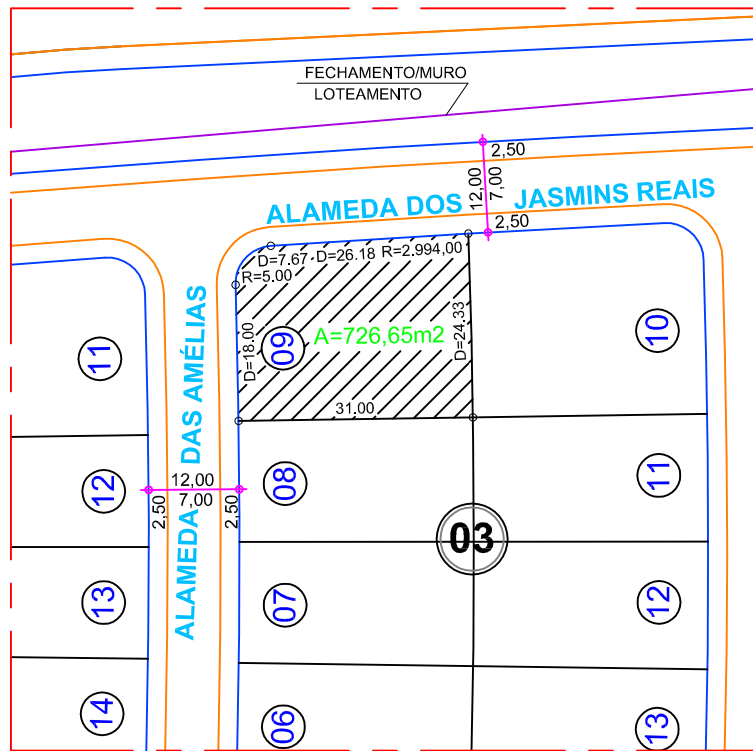 FECHAMENTO/MURO
LOTEAMENTO
2,50
12,00
7,00
2,50
ALAMEDA DOS JASMINS REAIS
D=7.67 D=26.18 R=2.994,00
R=5.00
D=18.00
D=24.33
A=726,65m2
31.00
09
10
11
08
11
12
12,00
7,00
2,50
2,50
ALAMEDA DAS AMÉLIAS
03
13
07
12
14
06
13